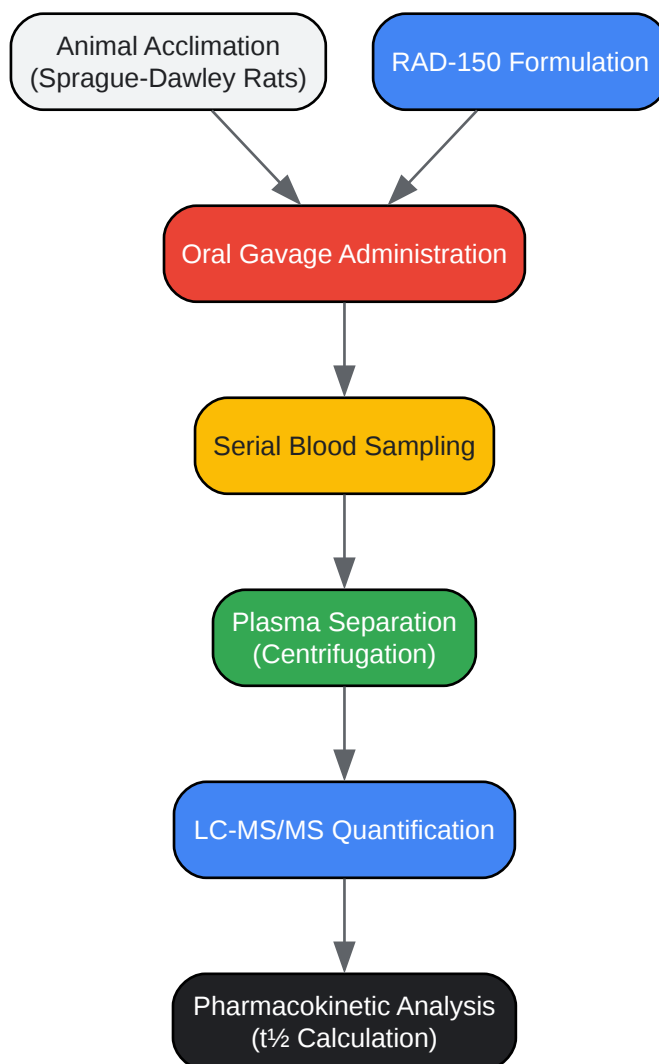 Animal Acclimation
(Sprague-Dawley Rats)
RAD-150 Formulation
Oral Gavage Administration
Serial Blood Sampling
Plasma Separation
(Centrifugation)
LC-MS/MS Quantification
Pharmacokinetic Analysis
(t½ Calculation)